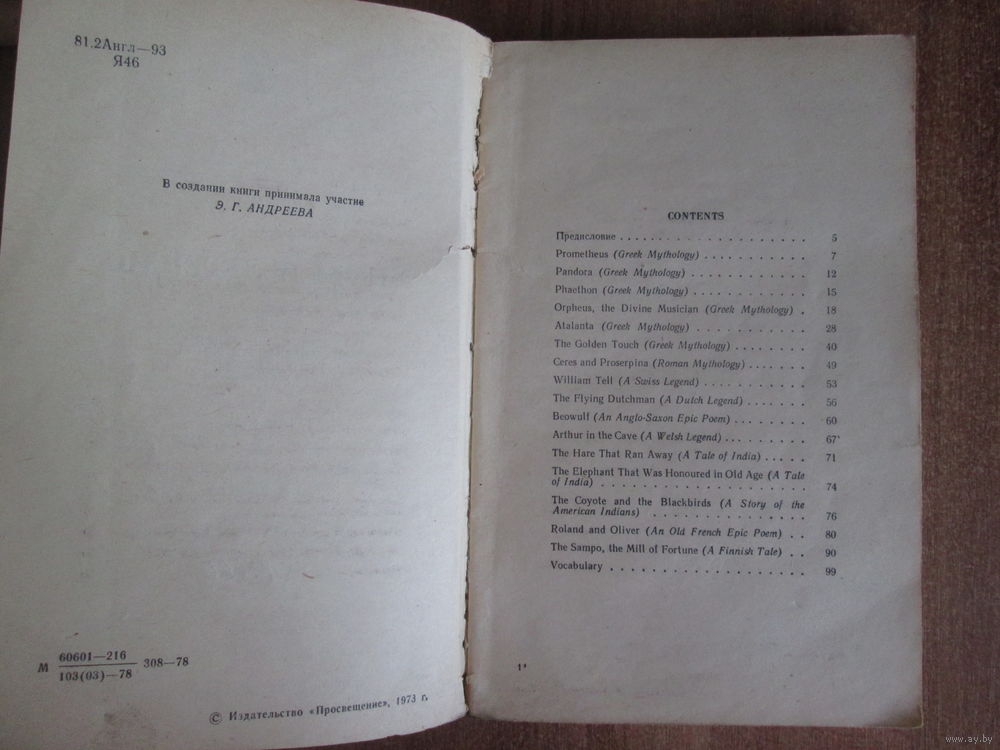 81.2Англ—93
Я46
В создании книги принимала участие
Э. Г. АНДРЕЕВА
М 60601—216 308—78
103(03)—78
© Издательство «Просвещение», 1973 г.
CONTENTS
Предисловие . . . . . . . . . . . . . . . . . . . . 5
Prometheus (Greek Mythology) . . . . . . . . . . . 7
Pandora (Greek Mythology) . . . . . . . . . . . . 12
Phaethon (Greek Mythology) . . . . . . . . . . . . 15
Orpheus, the Divine Musician (Greek Mythology) . 18
Atalanta (Greek Mythology) . . . . . . . . . . . 28
The Golden Touch (Greek Mythology) . . . . . . . . 40
Ceres and Proserpina (Roman Mythology) . . . . . . 49
William Tell (A Swiss Legend) . . . . . . . . . . 53
The Flying Dutchman (A Dutch Legend) . . . . . . . 56
Beowulf (An Anglo-Saxon Epic Poem) . . . . . . . . 60
Arthur in the Cave (A Welsh Legend) . . . . . . . . 67
The Hare That Ran Away (A Tale of India) . . . . . 71
The Elephant That Was Honoured in Old Age (A Tale
of India) . . . . . . . . . . . . . . . . . . . . 74
The Coyote and the Blackbirds (A Story of the
American Indians) . . . . . . . . . . . . . . . 76
Roland and Oliver (An Old French Epic Poem) . . 80
The Sampo, the Mill of Fortune (A Finnish Tale) . . 90
Vocabulary . . . . . . . . . . . . . . . . . . . 99
1*
www.ay.by